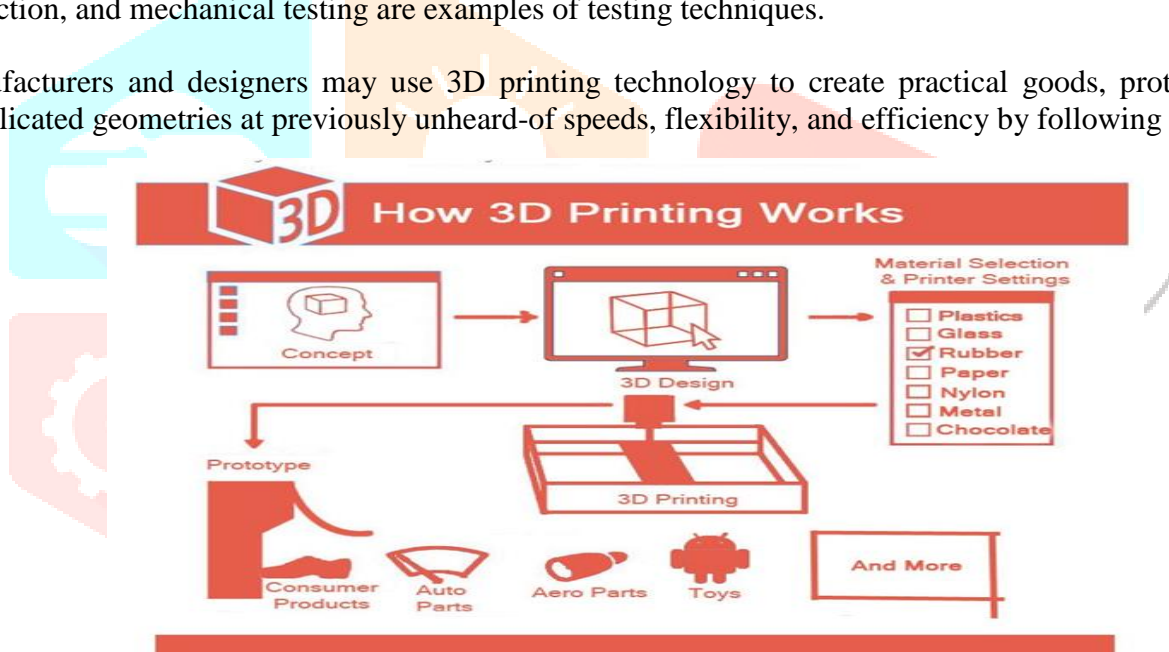 ction, and mechanical testing are examples of testing techniques.
ufacturers and designers may use 3D printing technology to create practical goods, prot
licated geometries at previously unheard-of speeds, flexibility, and efficiency by following
3D How 3D Printing Works
Material Selection
& Printer Settings
Concept
3D Design
Plastics
Glass
Rubber
Paper
Nylon
Metal
Chocolate
Prototype
3D Printing
Consumer
Products
Auto
Parts
Aero Parts
Toys
And More